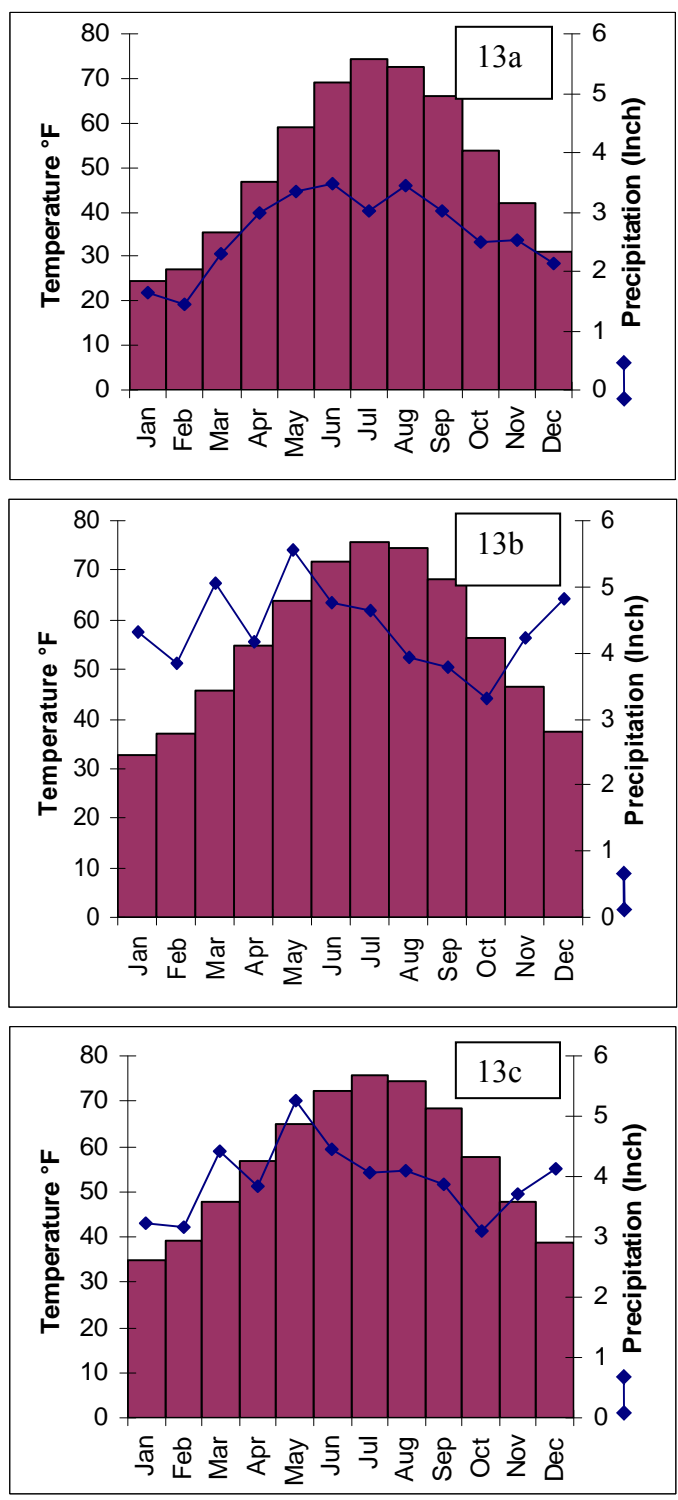 13a
Temperature °F
80
70
60
50
40
30
20
10
0
6
5
4
3
2
1
0
Precipitation (Inch)
Jan
Feb
Mar
Apr
May
Jun
Jul
Aug
Sep
Oct
Nov
Dec
13b
Temperature °F
80
70
60
50
40
30
20
10
0
6
5
4
3
2
1
0
Precipitation (Inch)
Jan
Feb
Mar
Apr
May
Jun
Jul
Aug
Sep
Oct
Nov
Dec
13c
Temperature °F
80
70
60
50
40
30
20
10
0
6
5
4
3
2
1
0
Precipitation (Inch)
Jan
Feb
Mar
Apr
May
Jun
Jul
Aug
Sep
Oct
Nov
Dec